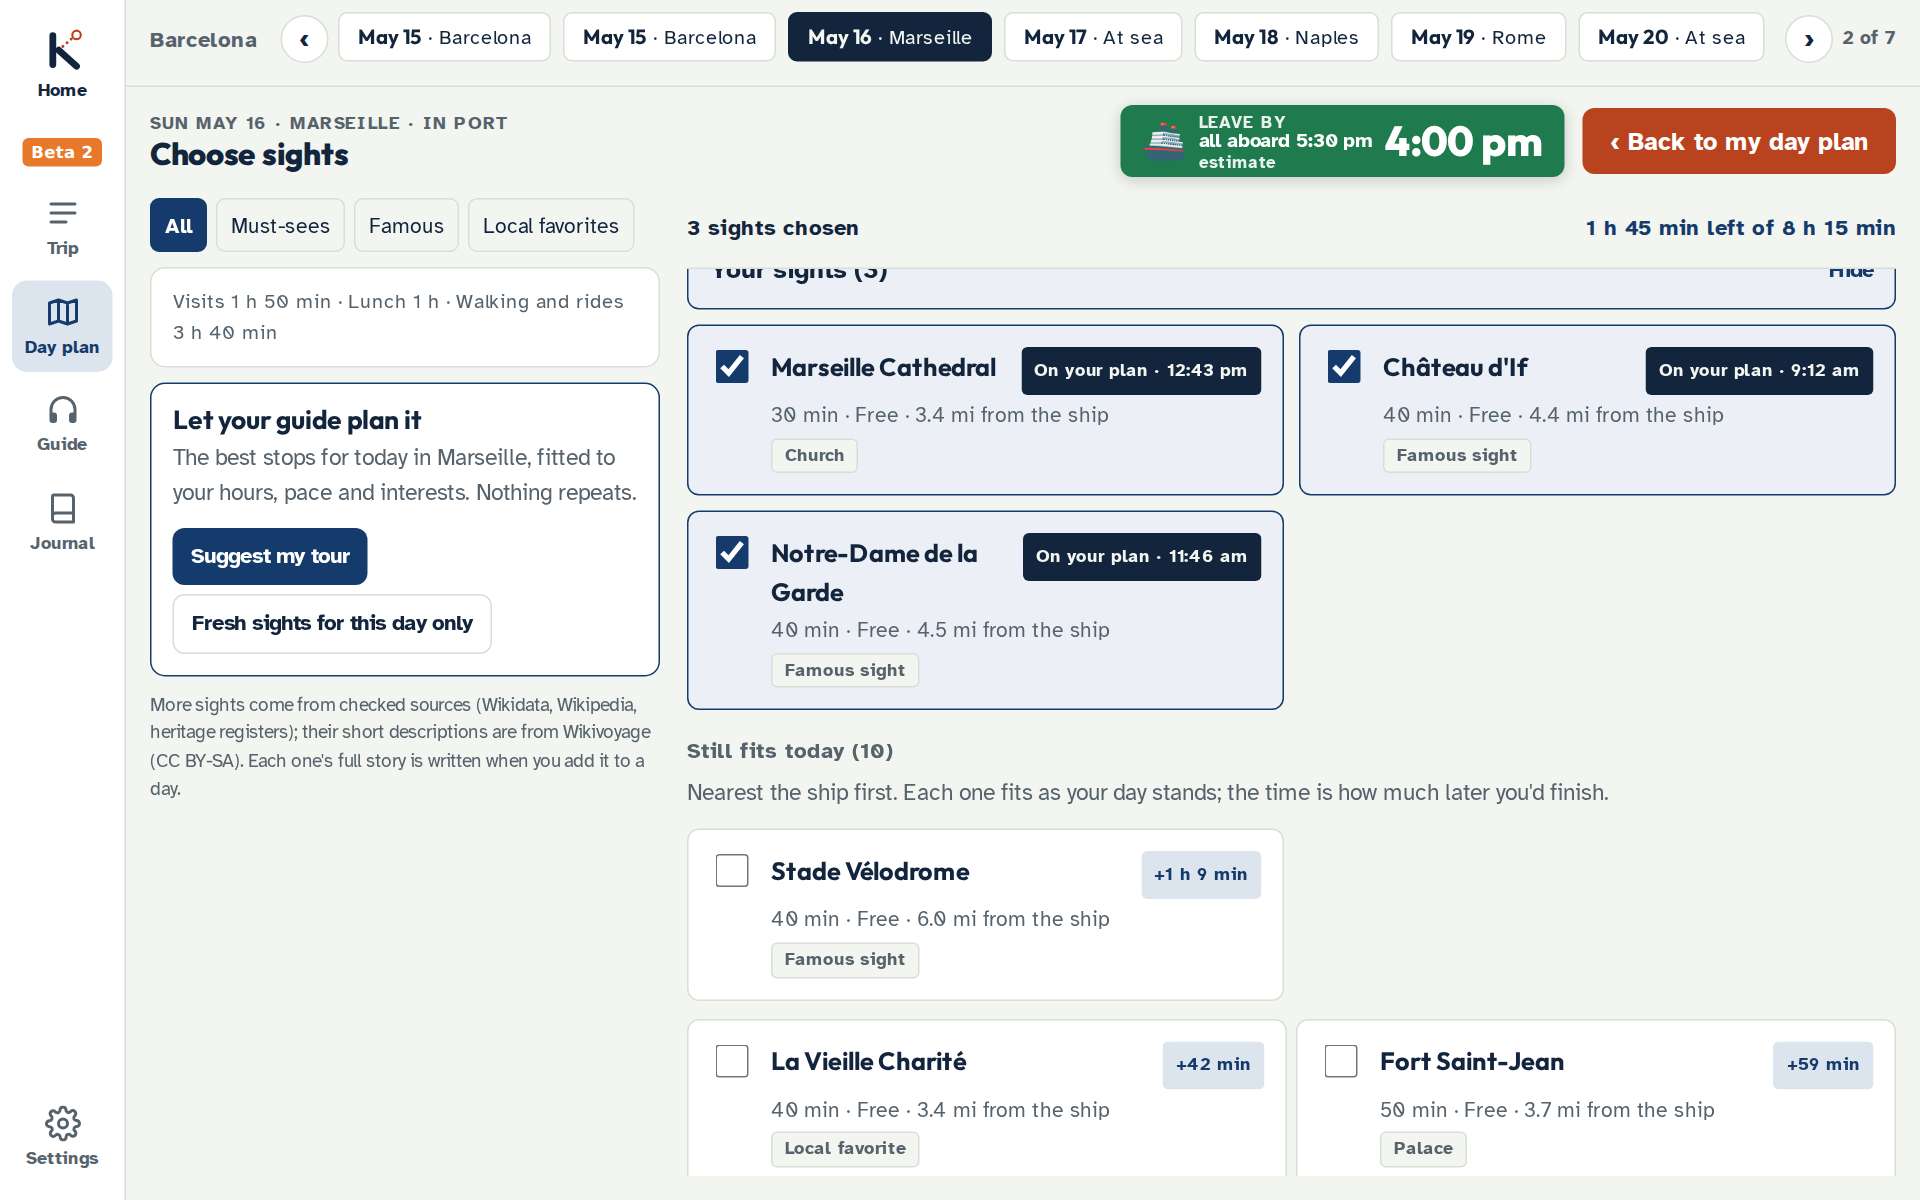 Home
Beta 2
Trip
Day plan
Guide
Journal
Settings
Barcelona
‹
May 15 · Barcelona
May 15 · Barcelona
May 16 · Marseille
May 17 · At sea
May 18 · Naples
May 19 · Rome
May 20 · At sea
›
2 of 7
SUN MAY 16 · MARSEILLE · IN PORT
Choose sights
LEAVE BY
all aboard 5:30 pm
estimate
4:00 pm
‹ Back to my day plan
All
Must-sees
Famous
Local favorites
Visits 1 h 50 min · Lunch 1 h · Walking and rides
3 h 40 min
Let your guide plan it
The best stops for today in Marseille, fitted to
your hours, pace and interests. Nothing repeats.
Suggest my tour
Fresh sights for this day only
More sights come from checked sources (Wikidata, Wikipedia,
heritage registers); their short descriptions are from Wikivoyage
(CC BY-SA). Each one's full story is written when you add it to a
day.
3 sights chosen
1 h 45 min left of 8 h 15 min
Your sights (3)
Hide
Marseille Cathedral
On your plan · 12:43 pm
30 min · Free · 3.4 mi from the ship
Church
Château d'If
On your plan · 9:12 am
40 min · Free · 4.4 mi from the ship
Famous sight
Notre-Dame de la
Garde
On your plan · 11:46 am
40 min · Free · 4.5 mi from the ship
Famous sight
Still fits today (10)
Nearest the ship first. Each one fits as your day stands; the time is how much later you'd finish.
Stade Vélodrome
+1 h 9 min
40 min · Free · 6.0 mi from the ship
Famous sight
La Vieille Charité
+42 min
40 min · Free · 3.4 mi from the ship
Local favorite
Fort Saint-Jean
+59 min
50 min · Free · 3.7 mi from the ship
Palace